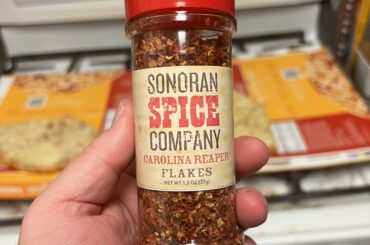 SONORAN
SPICE
COMPANY
CAROLINA REAPER
FLAKES
NET WT 1.3 OZ (37g)